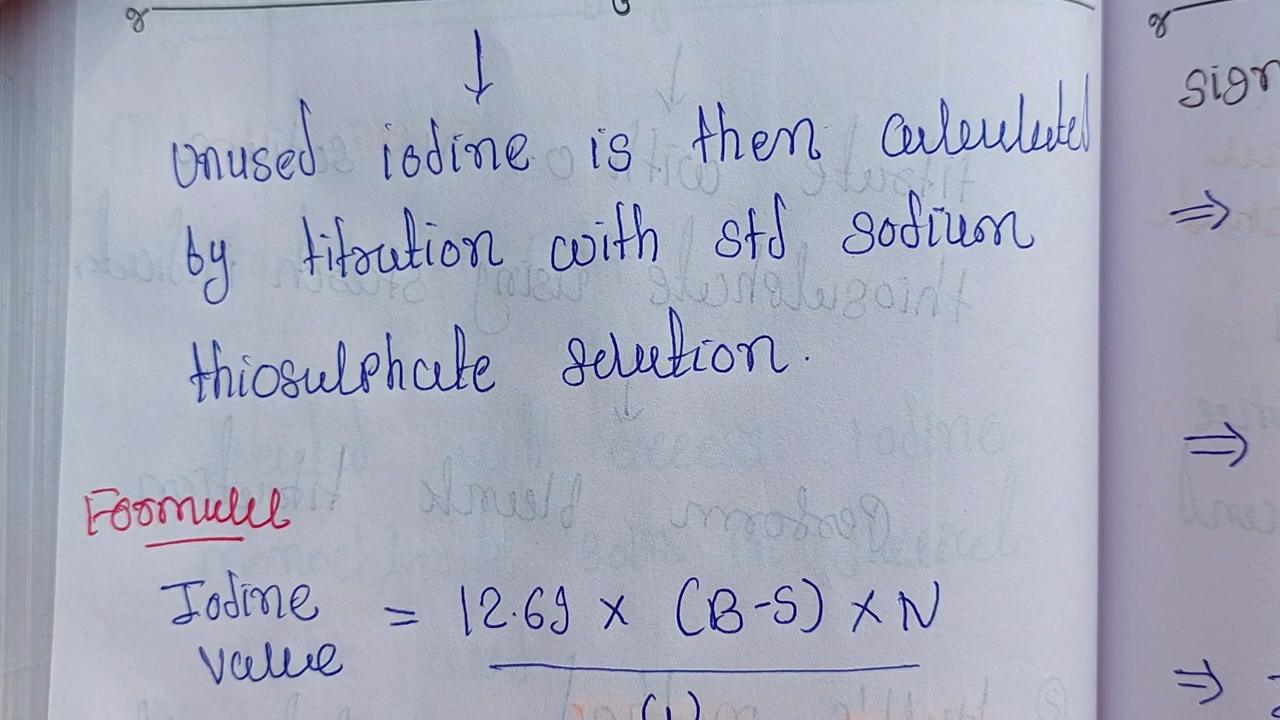 Unused iodine is then calculated
by titration with std sodium
thiosulphate solution.
Formula
Iodine value = 12.69 × (B-S) × N
⇒
⇒
⇒